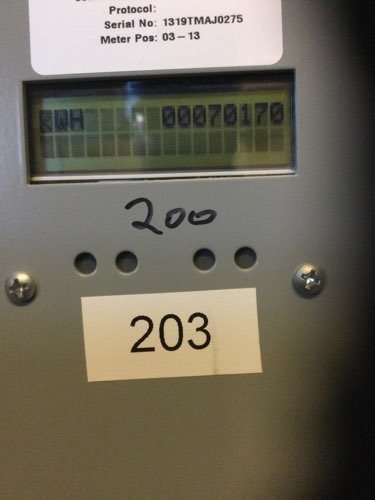 Protocol:
Serial No: 1319TMAJ0275
Meter Pos: 03-13
KWH 00070170
200
203